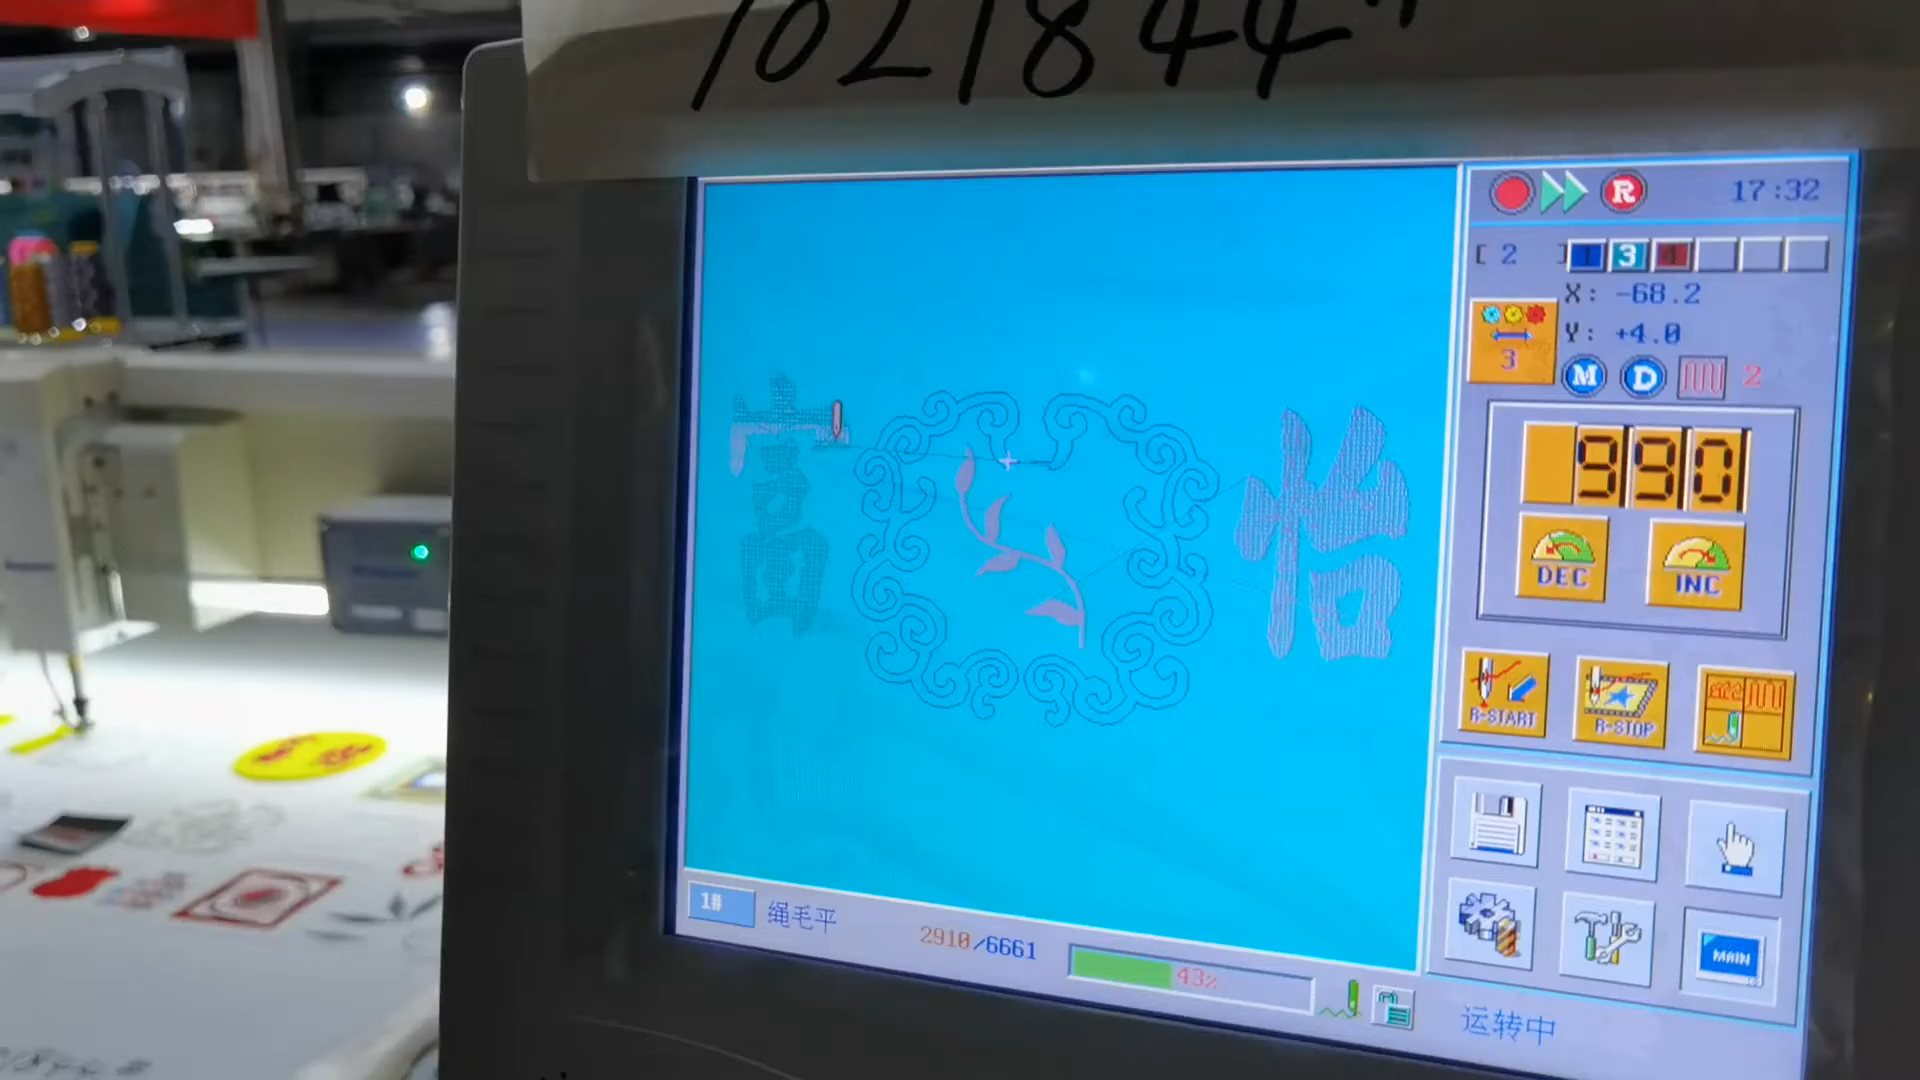 1021844
17:32
R
[ 2 ] 1 3 4
X: -68.2
3
Y: +4.0
M D 2
富 怡
990
DEC INC
R-START R-STOP
MAIN
1# 绳毛平 2910/6661 43%
运转中